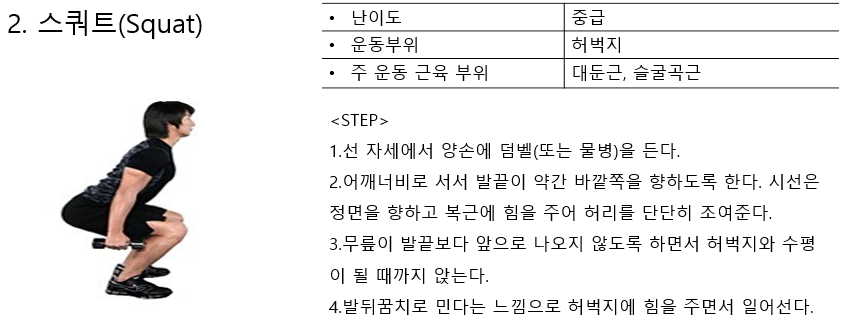 2. 스쿼트(Squat)
• 난이도 중급
• 운동부위 허벅지
• 주 운동 근육 부위 대둔근, 슬굴곡근
<STEP>
1.선 자세에서 양손에 덤벨(또는 물병)을 든다.
2.어깨너비로 서서 발끝이 약간 바깥쪽을 향하도록 한다. 시선은
정면을 향하고 복근에 힘을 주어 허리를 단단히 조여준다.
3.무릎이 발끝보다 앞으로 나오지 않도록 하면서 허벅지와 수평
이 될 때까지 앉는다.
4.발뒤꿈치로 민다는 느낌으로 허벅지에 힘을 주면서 일어선다.